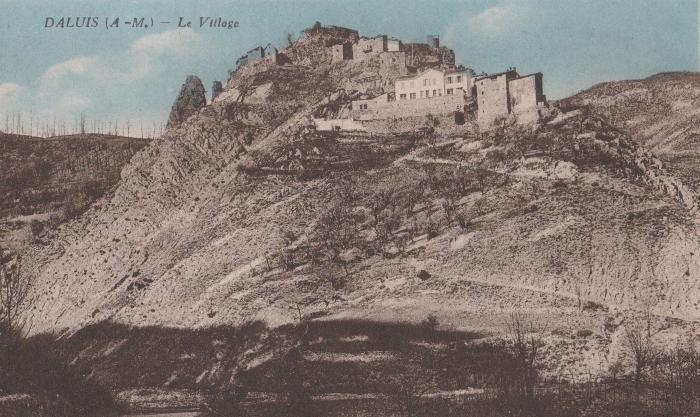 DALUIS (A-M.) — Le Village